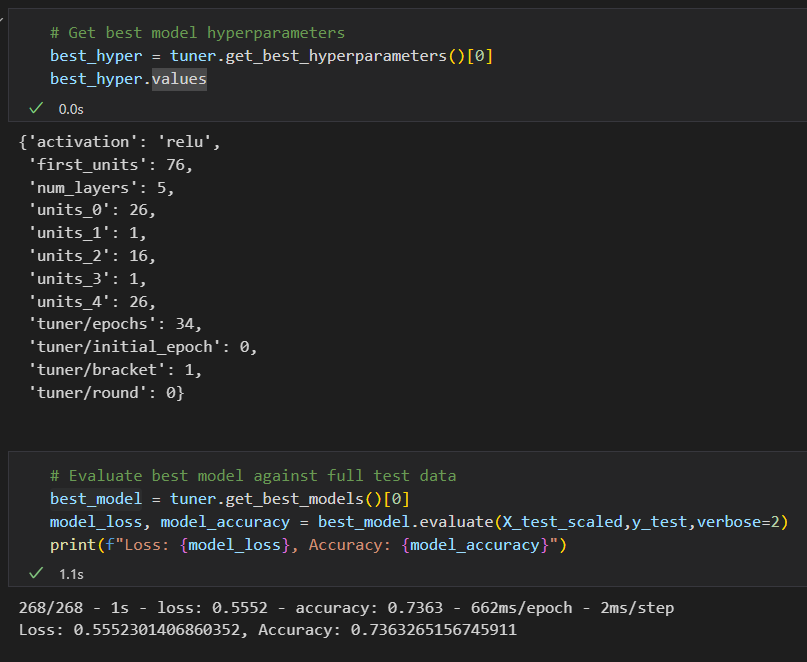 # Get best model hyperparameters
best_hyper = tuner.get_best_hyperparameters()[0]
best_hyper.values
0.0s
{'activation': 'relu',
 'first_units': 76,
 'num_layers': 5,
 'units_0': 26,
 'units_1': 1,
 'units_2': 16,
 'units_3': 1,
 'units_4': 26,
 'tuner/epochs': 34,
 'tuner/initial_epoch': 0,
 'tuner/bracket': 1,
 'tuner/round': 0}
# Evaluate best model against full test data
best_model = tuner.get_best_models()[0]
model_loss, model_accuracy = best_model.evaluate(X_test_scaled,y_test,verbose=2)
print(f"Loss: {model_loss}, Accuracy: {model_accuracy}")
1.1s
268/268 - 1s - loss: 0.5552 - accuracy: 0.7363 - 662ms/epoch - 2ms/step
Loss: 0.5552301406860352, Accuracy: 0.7363265156745911